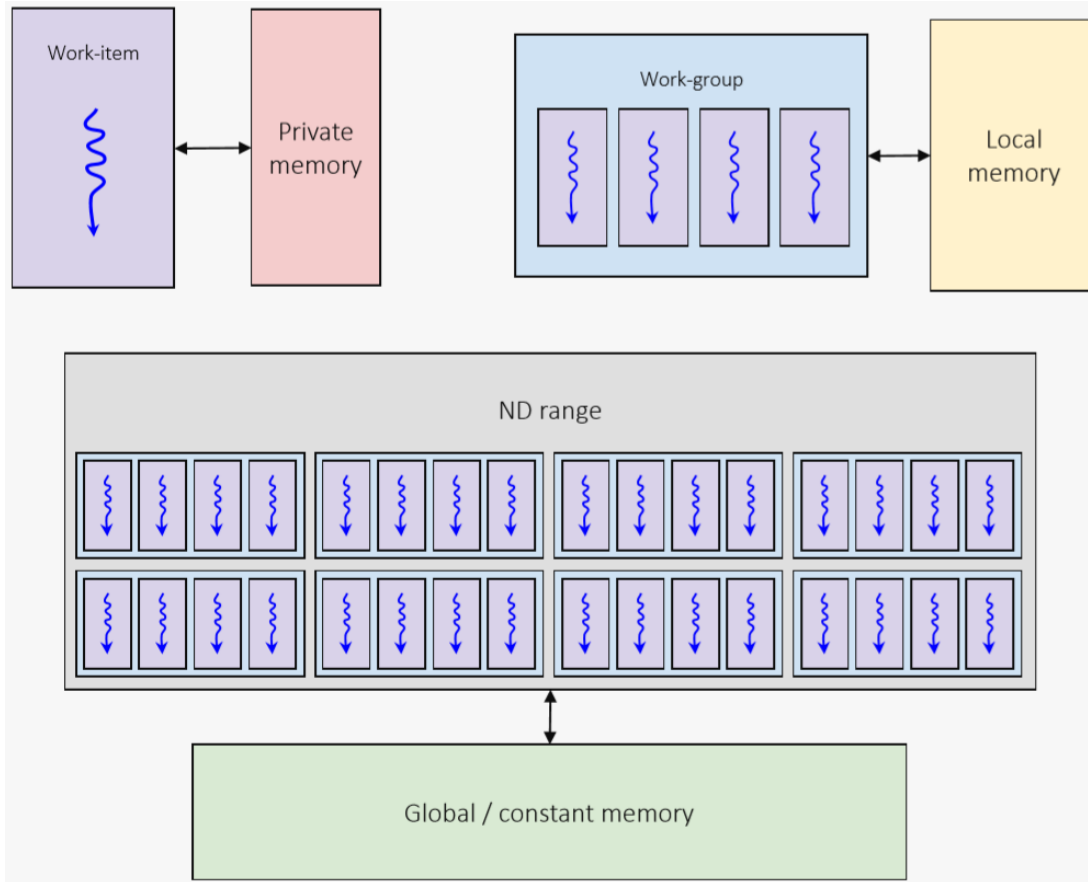 Work-item
Private
memory
Work-group
Local
memory
ND range
Global / constant memory